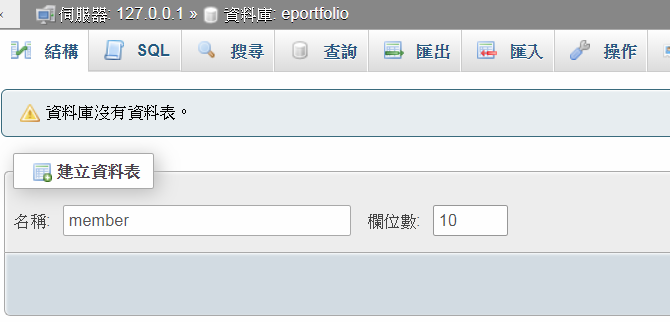 伺服器: 127.0.0.1 » 資料庫: eportfolio
結構 SQL 搜尋 查詢 匯出 匯入 操作
資料庫沒有資料表。
建立資料表
名稱: member 欄位數: 10